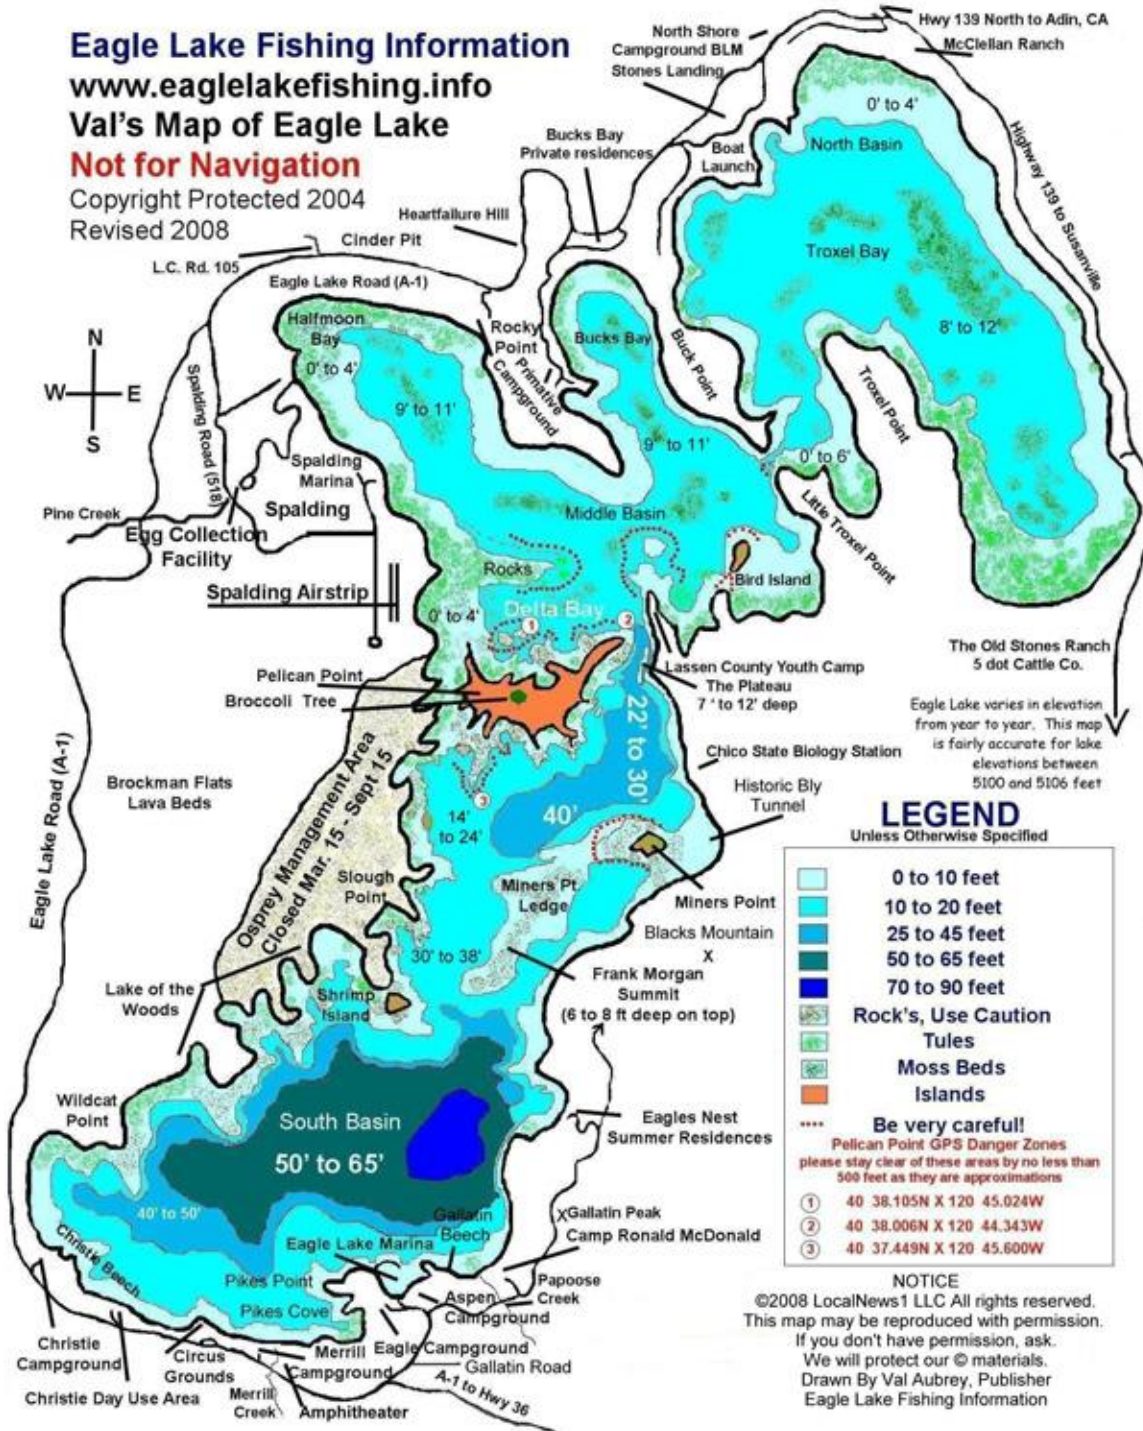 Eagle Lake Fishing Information
www.eaglelakefishing.info
Val's Map of Eagle Lake
Not for Navigation
Copyright Protected 2004
Revised 2008
Hwy 139 North to Adin, CA
McClellan Ranch
North Shore
Campground BLM
Stones Landing
Bucks Bay
Private residences
Boat
Launch
0' to 4'
North Basin
Highway 139 to Susanville
Heartfailure Hill
Cinder Pit
L.C. Rd. 105
Eagle Lake Road (A-1)
Troxel Bay
8' to 12'
Halfmoon
Bay
0' to 4'
Rocky
Point
Primative
Campground
Bucks Bay
Buck Point
Troxel Point
N
W
E
S
Spalding Road (518)
9' to 11'
9' to 11'
0' to 6'
Little Troxel Point
Spalding
Marina
Pine Creek
Spalding
Egg Collection
Facility
Middle Basin
Rocks
Bird Island
Spalding Airstrip
0' to 4'
Delta Bay
1
2
Lassen County Youth Camp
The Plateau
7 ' to 12' deep
The Old Stones Ranch
5 dot Cattle Co.
Pelican Point
Broccoli Tree
22' to 30'
Eagle Lake varies in elevation
from year to year. This map
is fairly accurate for lake
elevations between
5100 and 5106 feet
Chico State Biology Station
Historic Bly
Tunnel
Eagle Lake Road (A-1)
Brockman Flats
Lava Beds
Osprey Management Area
Closed Mar. 15 - Sept 15
3
14'
to 24'
40'
Slough
Point
Miners Pt.
Ledge
Miners Point
Blacks Mountain
X
30' to 38'
Frank Morgan
Summit
(6 to 8 ft deep on top)
Lake of the
Woods
Shrimp
Island
Wildcat
Point
South Basin
50' to 65'
Eagles Nest
Summer Residences
40' to 50'
Gallatin
Beech
X
Gallatin Peak
Camp Ronald McDonald
Eagle Lake Marina
Christie Beech
Pikes Point
Pikes Cove
Aspen
Campground
Papoose
Creek
Christie
Campground
Circus
Grounds
Merrill
Campground
Eagle Campground
Gallatin Road
Christie Day Use Area
Merrill
Creek
Amphitheater
A-1 to Hwy 36
LEGEND
Unless Otherwise Specified
0 to 10 feet
10 to 20 feet
25 to 45 feet
50 to 65 feet
70 to 90 feet
Rock's, Use Caution
Tules
Moss Beds
Islands
Be very careful!
Pelican Point GPS Danger Zones
please stay clear of these areas by no less than
500 feet as they are approximations
1 40 38.105N X 120 45.024W
2 40 38.006N X 120 44.343W
3 40 37.449N X 120 45.600W
NOTICE
©2008 LocalNews1 LLC All rights reserved.
This map may be reproduced with permission.
If you don't have permission, ask.
We will protect our © materials.
Drawn By Val Aubrey, Publisher
Eagle Lake Fishing Information